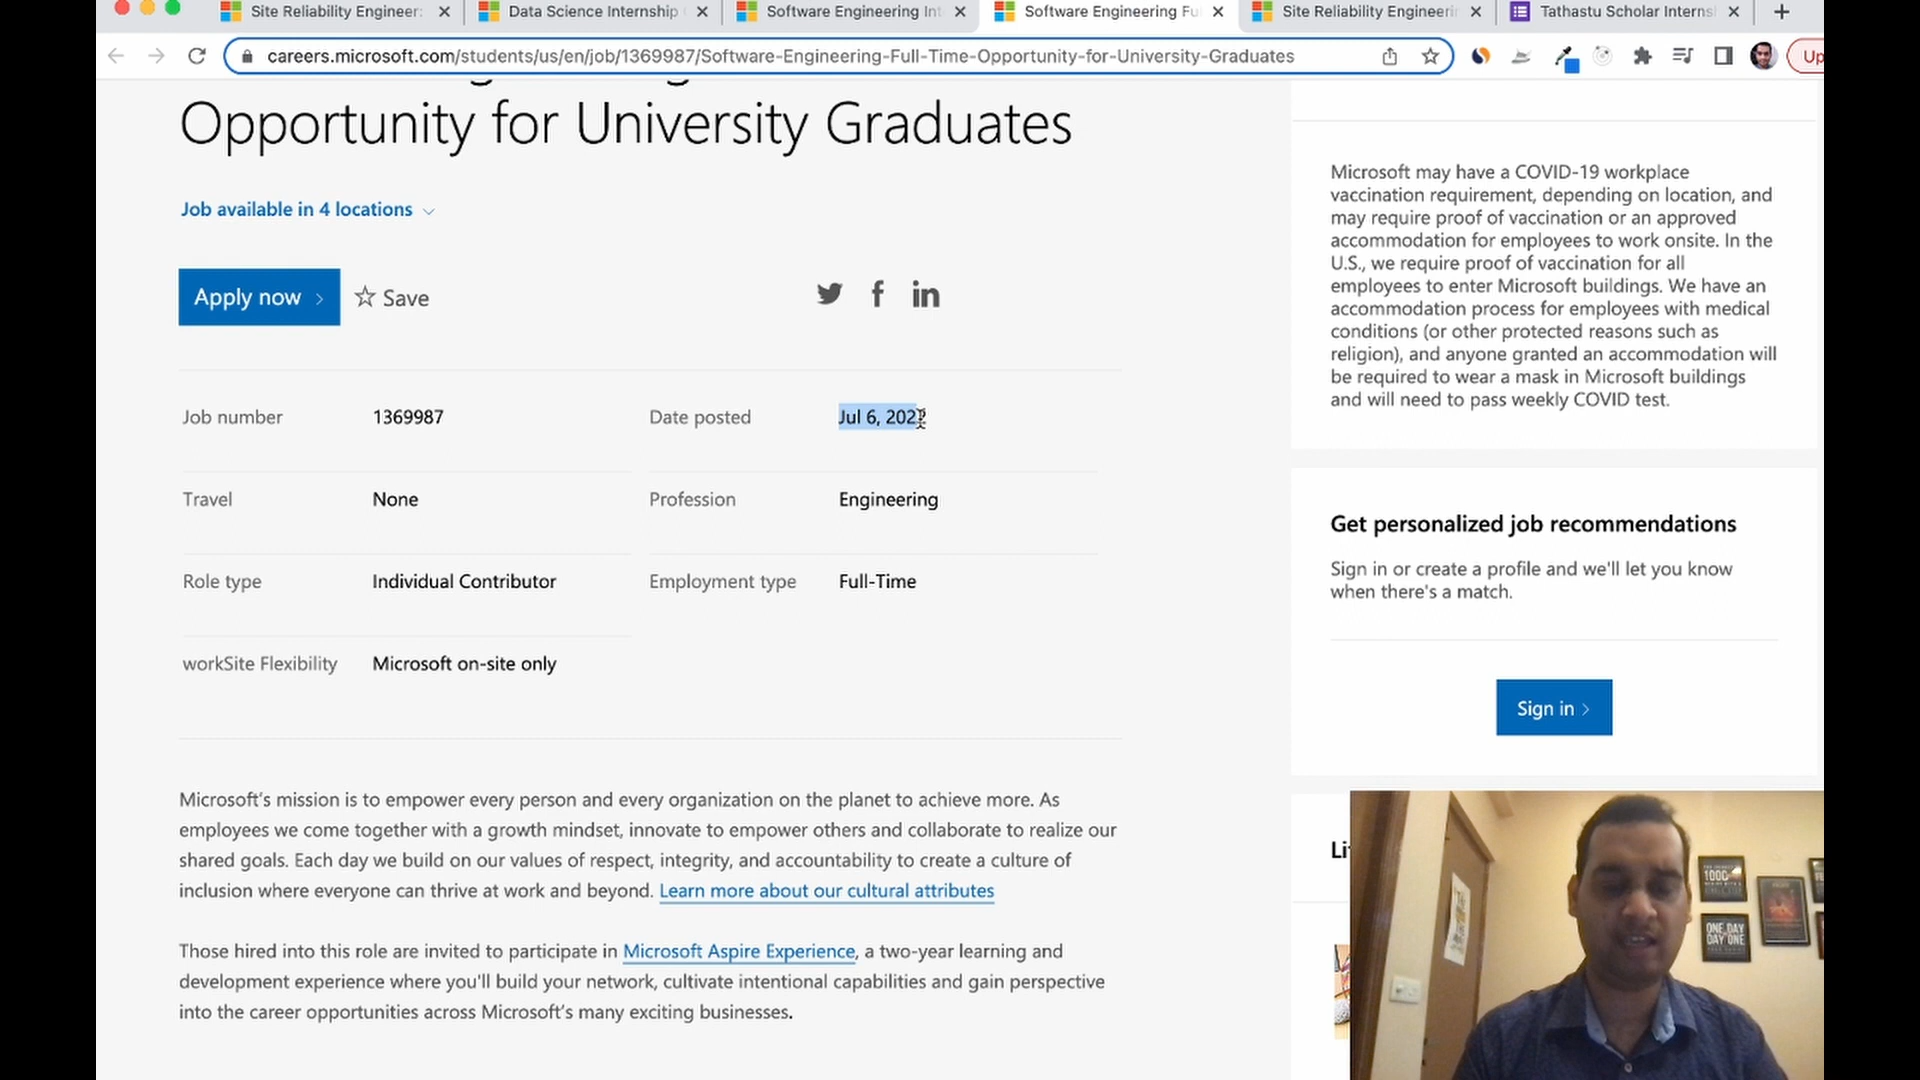 Site Reliability Engineer:
Data Science Internship
Software Engineering Int
Software Engineering Fu
Site Reliability Engineeri
Tathastu Scholar Interns
careers.microsoft.com/students/us/en/job/1369987/Software-Engineering-Full-Time-Opportunity-for-University-Graduates
Up
Opportunity for University Graduates
Job available in 4 locations
Apply now
Save
Job number 1369987 Date posted Jul 6, 202
Travel None Profession Engineering
Role type Individual Contributor Employment type Full-Time
workSite Flexibility Microsoft on-site only
Microsoft's mission is to empower every person and every organization on the planet to achieve more. As
employees we come together with a growth mindset, innovate to empower others and collaborate to realize our
shared goals. Each day we build on our values of respect, integrity, and accountability to create a culture of
inclusion where everyone can thrive at work and beyond. Learn more about our cultural attributes
Those hired into this role are invited to participate in Microsoft Aspire Experience, a two-year learning and
development experience where you'll build your network, cultivate intentional capabilities and gain perspective
into the career opportunities across Microsoft's many exciting businesses.
Microsoft may have a COVID-19 workplace
vaccination requirement, depending on location, and
may require proof of vaccination or an approved
accommodation for employees to work onsite. In the
U.S., we require proof of vaccination for all
employees to enter Microsoft buildings. We have an
accommodation process for employees with medical
conditions (or other protected reasons such as
religion), and anyone granted an accommodation will
be required to wear a mask in Microsoft buildings
and will need to pass weekly COVID test.
Get personalized job recommendations
Sign in or create a profile and we'll let you know
when there's a match.
Sign in
Li
1000
ONE DAY
DAY ONE